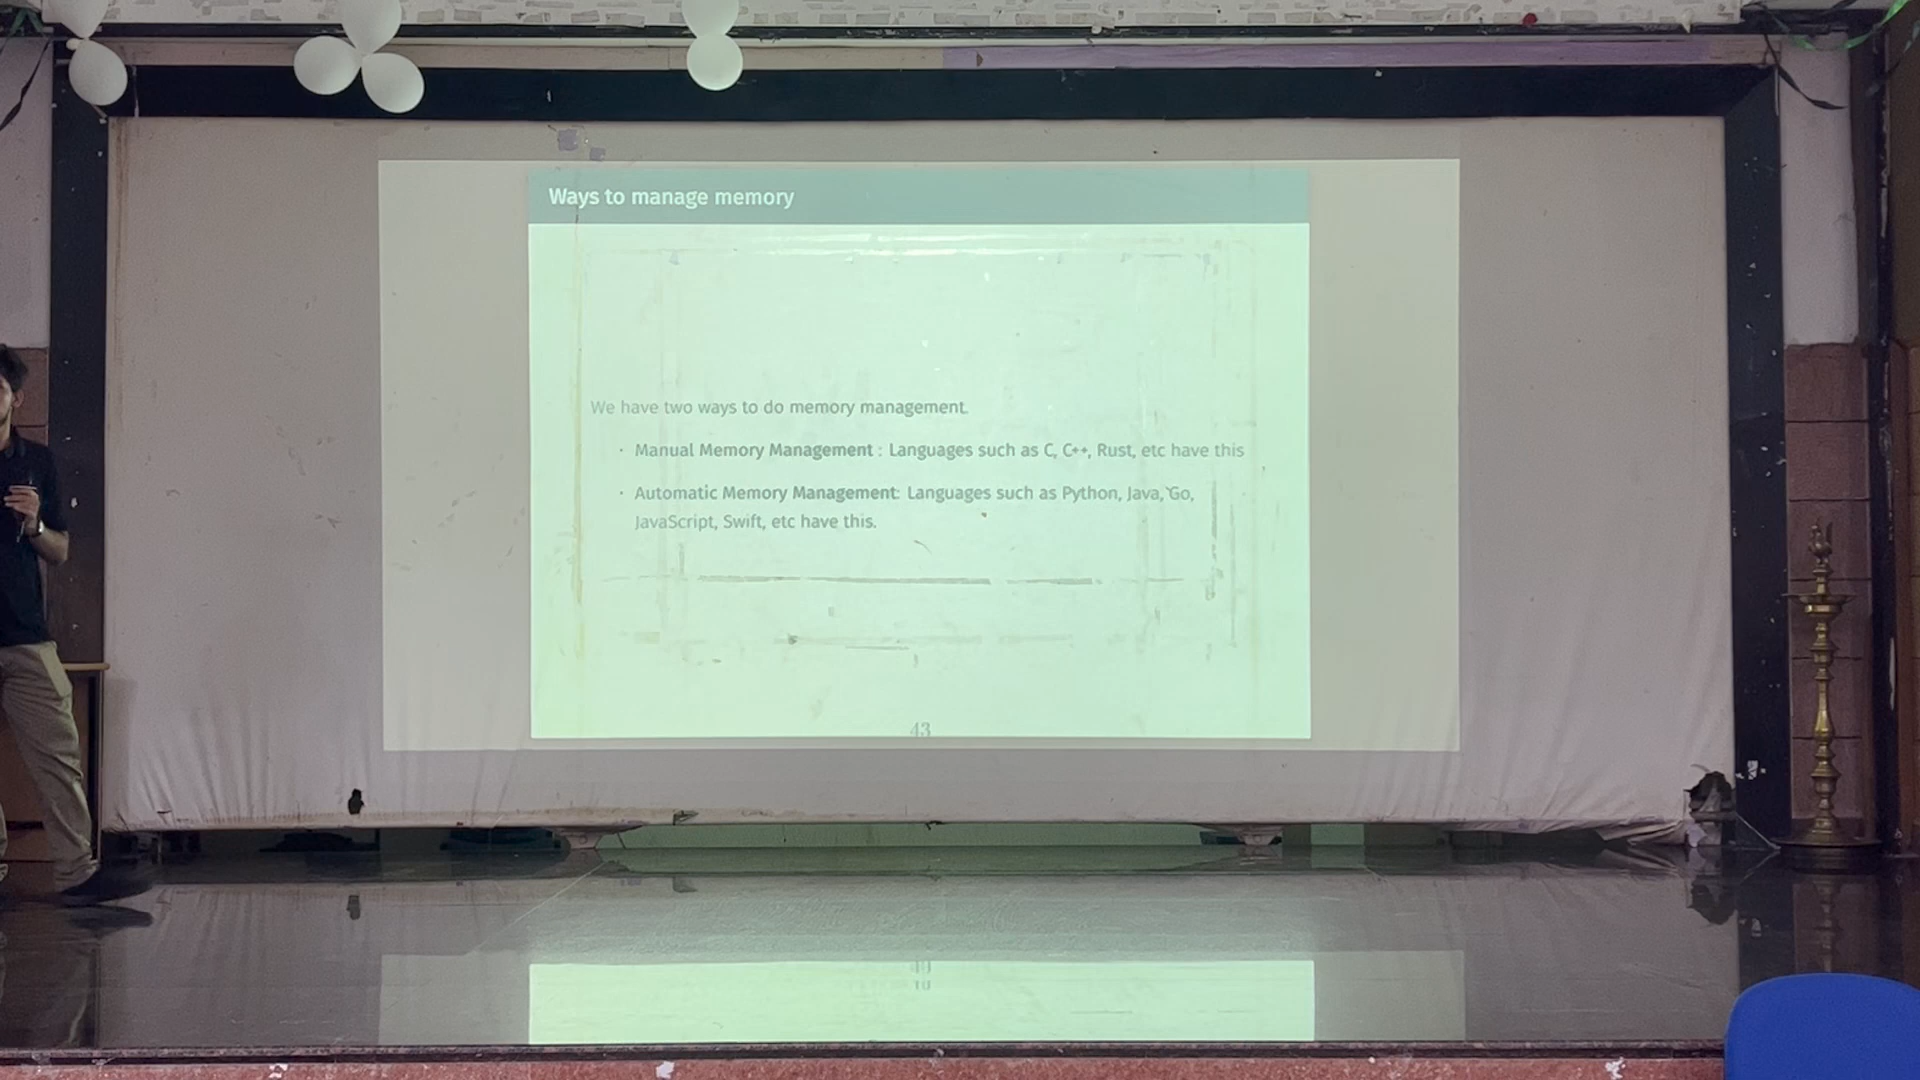 Ways to manage memory
We have two ways to do memory management.
· Manual Memory Management : Languages such as C, C++, Rust, etc have this
· Automatic Memory Management: Languages such as Python, Java, Go,
JavaScript, Swift, etc have this.
43